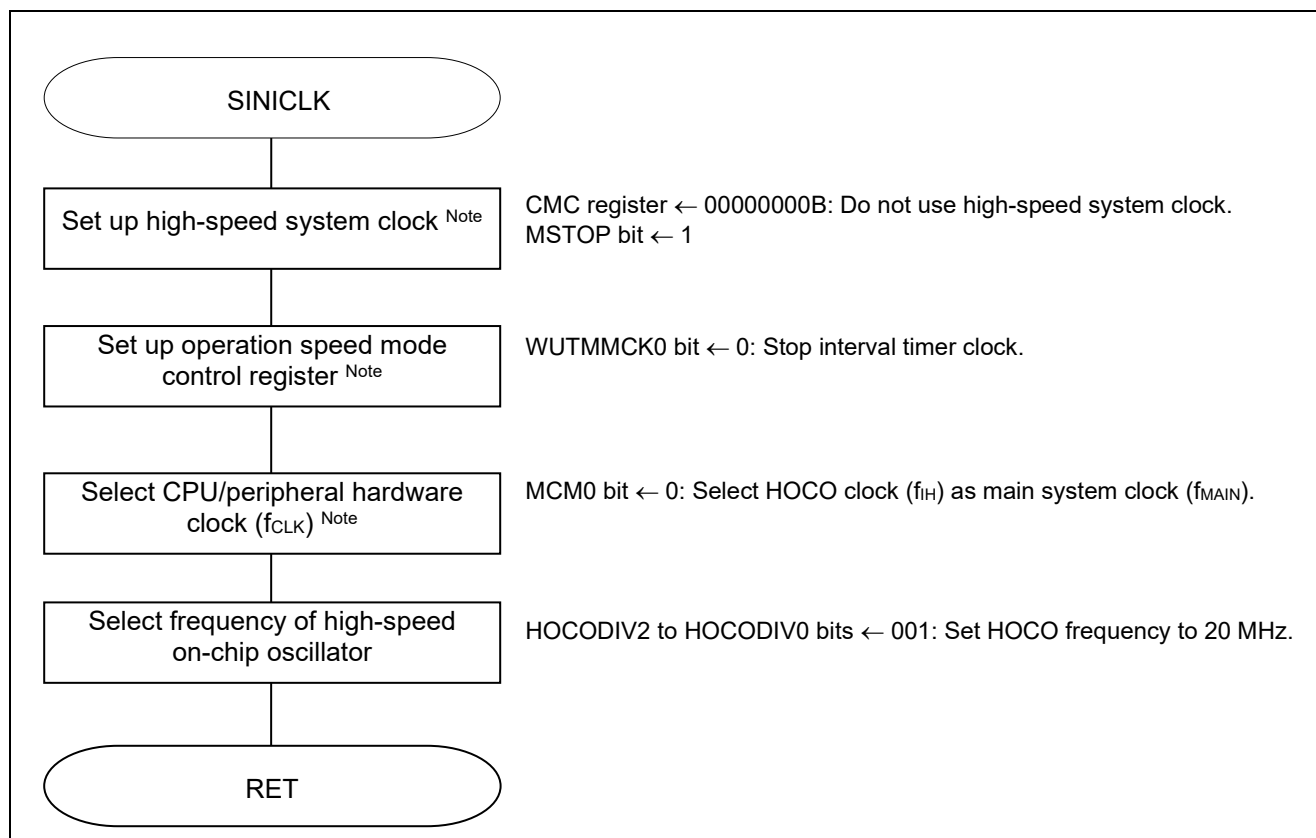 SINICLK
Set up high-speed system clock Note
CMC register ← 00000000B: Do not use high-speed system clock.
MSTOP bit ← 1
Set up operation speed mode
control register Note
WUTMMCK0 bit ← 0: Stop interval timer clock.
Select CPU/peripheral hardware
clock (fCLK) Note
MCM0 bit ← 0: Select HOCO clock (fIH) as main system clock (fMAIN).
Select frequency of high-speed
on-chip oscillator
HOCODIV2 to HOCODIV0 bits ← 001: Set HOCO frequency to 20 MHz.
RET